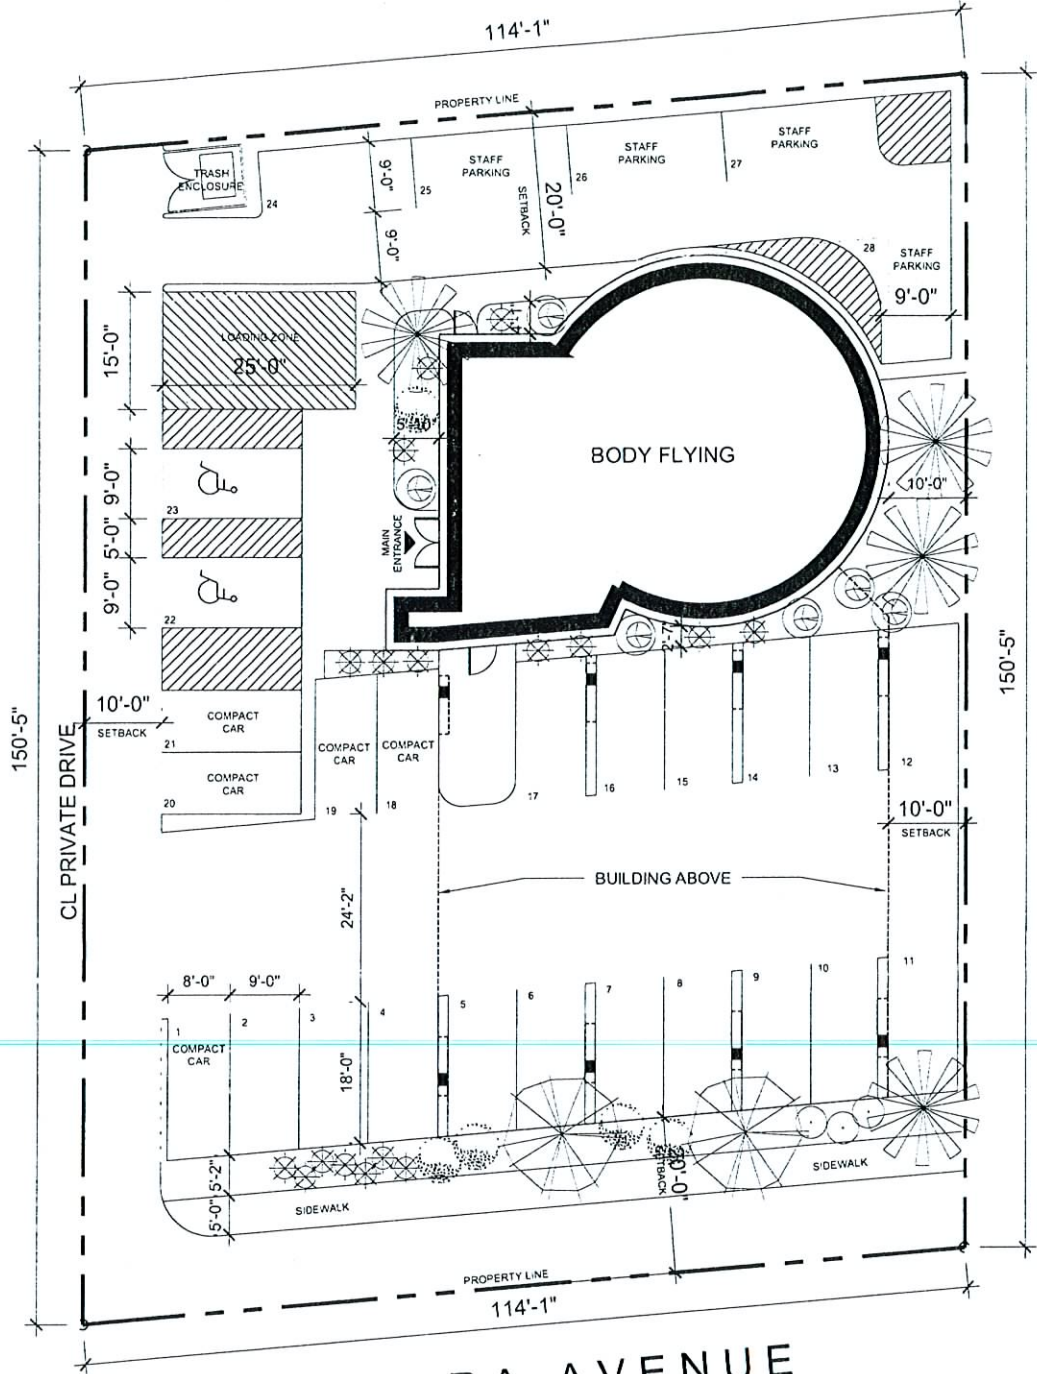 114'-1"
PROPERTY LINE
TRASH
ENCLOSURE
24
9'-0"
25
STAFF
PARKING
26
STAFF
PARKING
27
STAFF
PARKING
SETBACK
20'-0"
9'-0"
28
STAFF
PARKING
9'-0"
15'-0"
LOADING ZONE
25'-0"
5'-10"
BODY FLYING
10'-0"
9'-0"
23
MAIN
ENTRANCE
5'-0"
9'-0"
22
2'-7"
150'-5"
150'-5"
10'-0"
SETBACK
COMPACT
CAR
21
COMPACT
CAR
20
COMPACT
CAR
19
COMPACT
CAR
18
17
16
15
14
13
12
10'-0"
SETBACK
CL PRIVATE DRIVE
BUILDING ABOVE
24'-2"
8'-0"
9'-0"
1
COMPACT
CAR
2
3
4
5
6
7
8
9
10
11
18'-0"
5'-2"
5'-0"
SIDEWALK
SETBACK
SIDEWALK
PROPERTY LINE
114'-1"
AVENUE